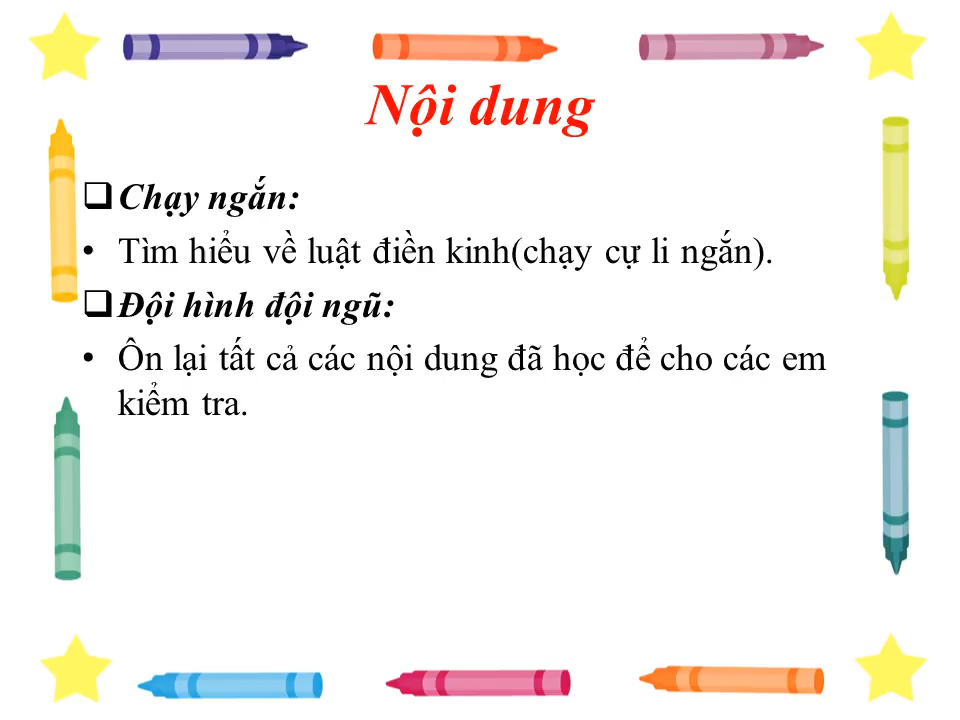 Nội dung
Chạy ngắn:
• Tìm hiểu về luật điền kinh(chạy cự li ngắn).
Đội hình đội ngũ:
• Ôn lại tất cả các nội dung đã học để cho các em
kiểm tra.